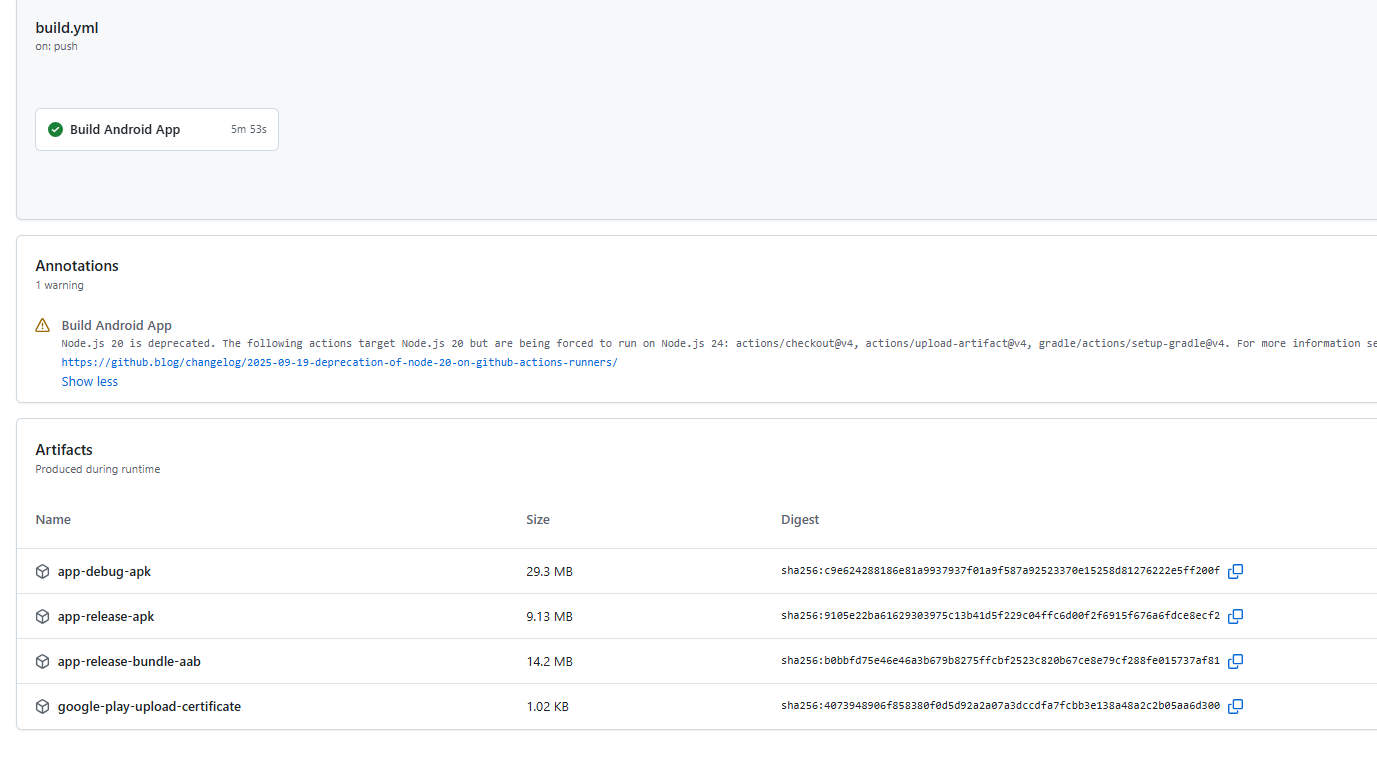 build.yml
on: push
Build Android App 5m 53s
Annotations
1 warning
Build Android App
Node.js 20 is deprecated. The following actions target Node.js 20 but are being forced to run on Node.js 24: actions/checkout@v4, actions/upload-artifact@v4, gradle/actions/setup-gradle@v4. For more information se
https://github.blog/changelog/2025-09-19-deprecation-of-node-20-on-github-actions-runners/
Show less
Artifacts
Produced during runtime
Name Size Digest
app-debug-apk 29.3 MB sha256:c9e624288186e81a9937937f01a9f587a92523370e15258d81276222e5ff200f
app-release-apk 9.13 MB sha256:9105e22ba61629303975c13b41d5f229c04ffc6d00f2f6915f676a6fdce8ecf2
app-release-bundle-aab 14.2 MB sha256:b0bbfd75e46e46a3b679b8275ffcbf2523c820b67ce8e79cf288fe015737af81
google-play-upload-certificate 1.02 KB sha256:4073948906f858380f0d5d92a2a07a3dccdfa7fcbb3e138a48a2c2b05aa6d300